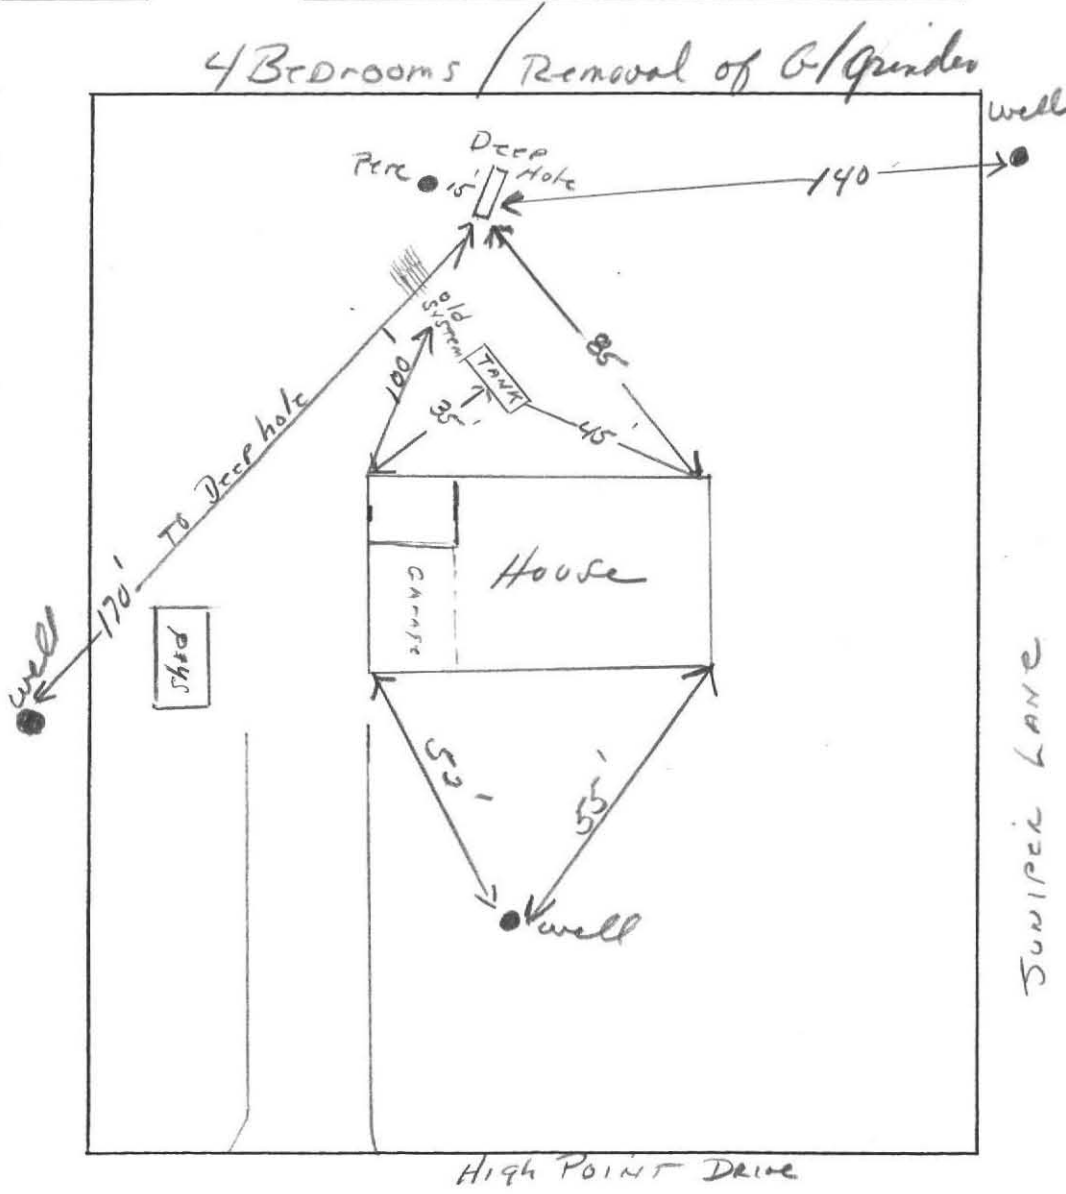 4 Bedrooms / Removal of G/grinder
well
Deep
Hole
Perc
15'
140'
old
system
TANK
85'
100'
35'
45'
To Deep hole
170'
House
GARAGE
Shed
well
55'
well
JUNIPER LANE
HIGH POINT DRIVE